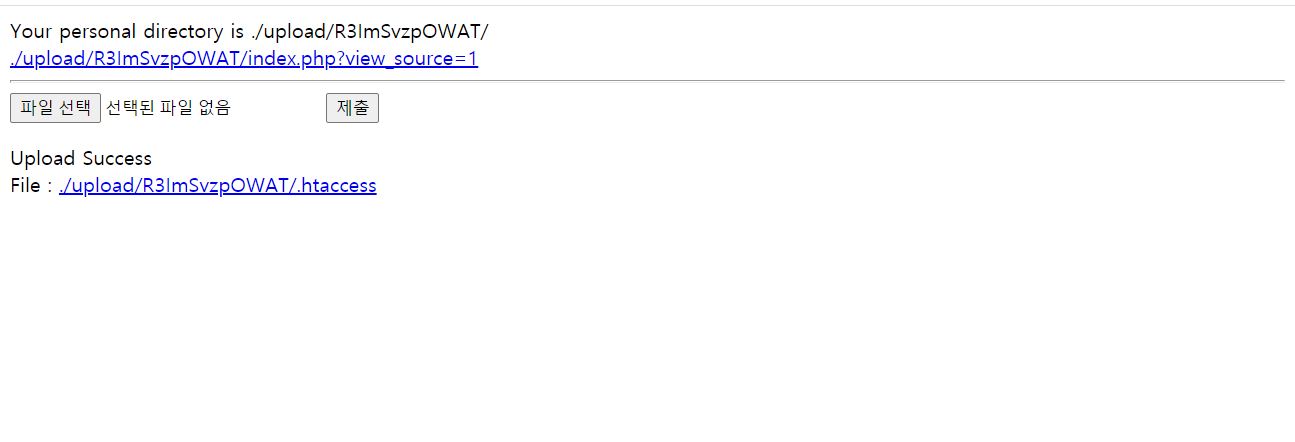 Your personal directory is ./upload/R3ImSvzpOWAT/
./upload/R3ImSvzpOWAT/index.php?view_source=1
파일 선택 선택된 파일 없음 제출
Upload Success
File : ./upload/R3ImSvzpOWAT/.htaccess